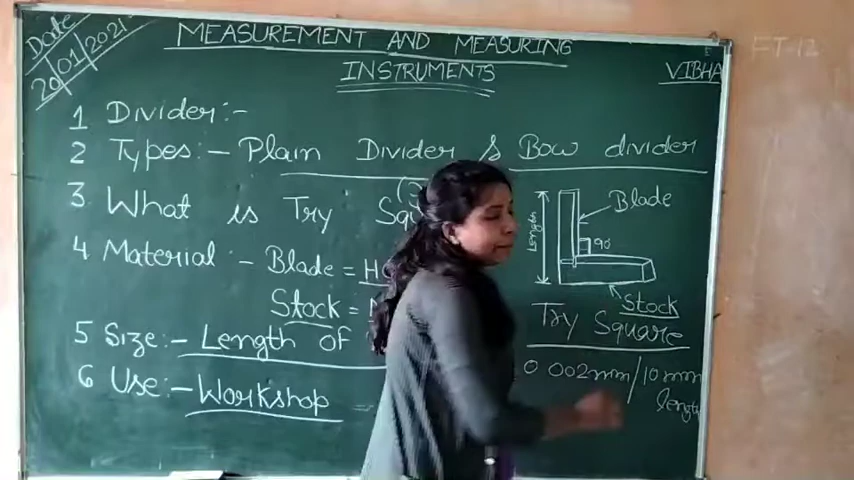 Date
20/01/2021
MEASUREMENT AND MEASURING
INSTRUMENTS
VIBHA
FT-12
1 Divider:-
2 Types:- Plain Divider & Bow divider
3 What is Try
4 Material:- Blade =
Stock =
5 Size:- Length of
6 Use:- Workshop
Length
Blade
90
Stock
Try Square
0.002mm/10mm
length